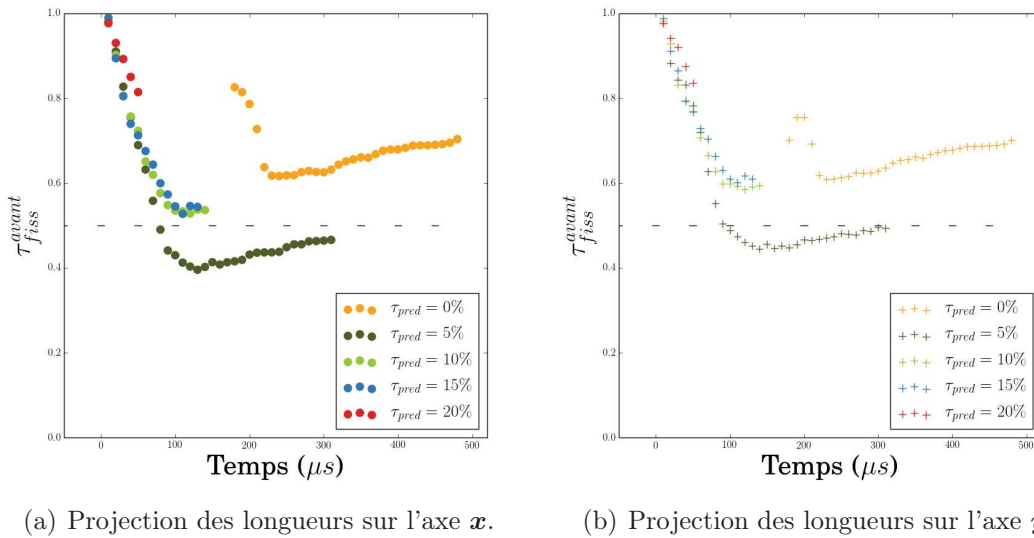 1.0
0.8
0.6
0.4
0.2
0.0
τ_{fiss}^{avant}
0 100 200 300 400 500
Temps (μs)
τ_{pred} = 0%
τ_{pred} = 5%
τ_{pred} = 10%
τ_{pred} = 15%
τ_{pred} = 20%
(a) Projection des longueurs sur l'axe x.
1.0
0.8
0.6
0.4
0.2
0.0
τ_{fiss}^{avant}
0 100 200 300 400 500
Temps (μs)
τ_{pred} = 0%
τ_{pred} = 5%
τ_{pred} = 10%
τ_{pred} = 15%
τ_{pred} = 20%
(b) Projection des longueurs sur l'axe